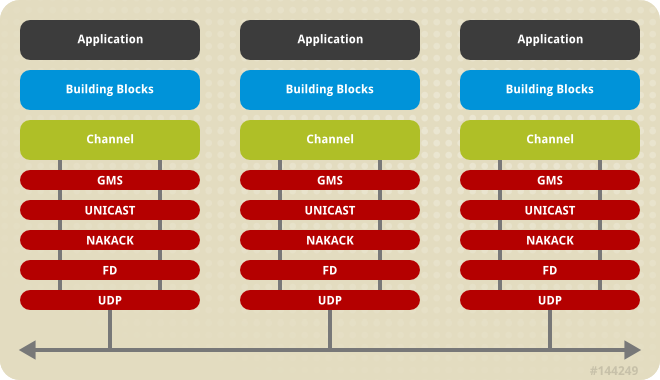 Application
Application
Application
Building Blocks
Building Blocks
Building Blocks
Channel
Channel
Channel
GMS
GMS
GMS
UNICAST
UNICAST
UNICAST
NAKACK
NAKACK
NAKACK
FD
FD
FD
UDP
UDP
UDP
#144249